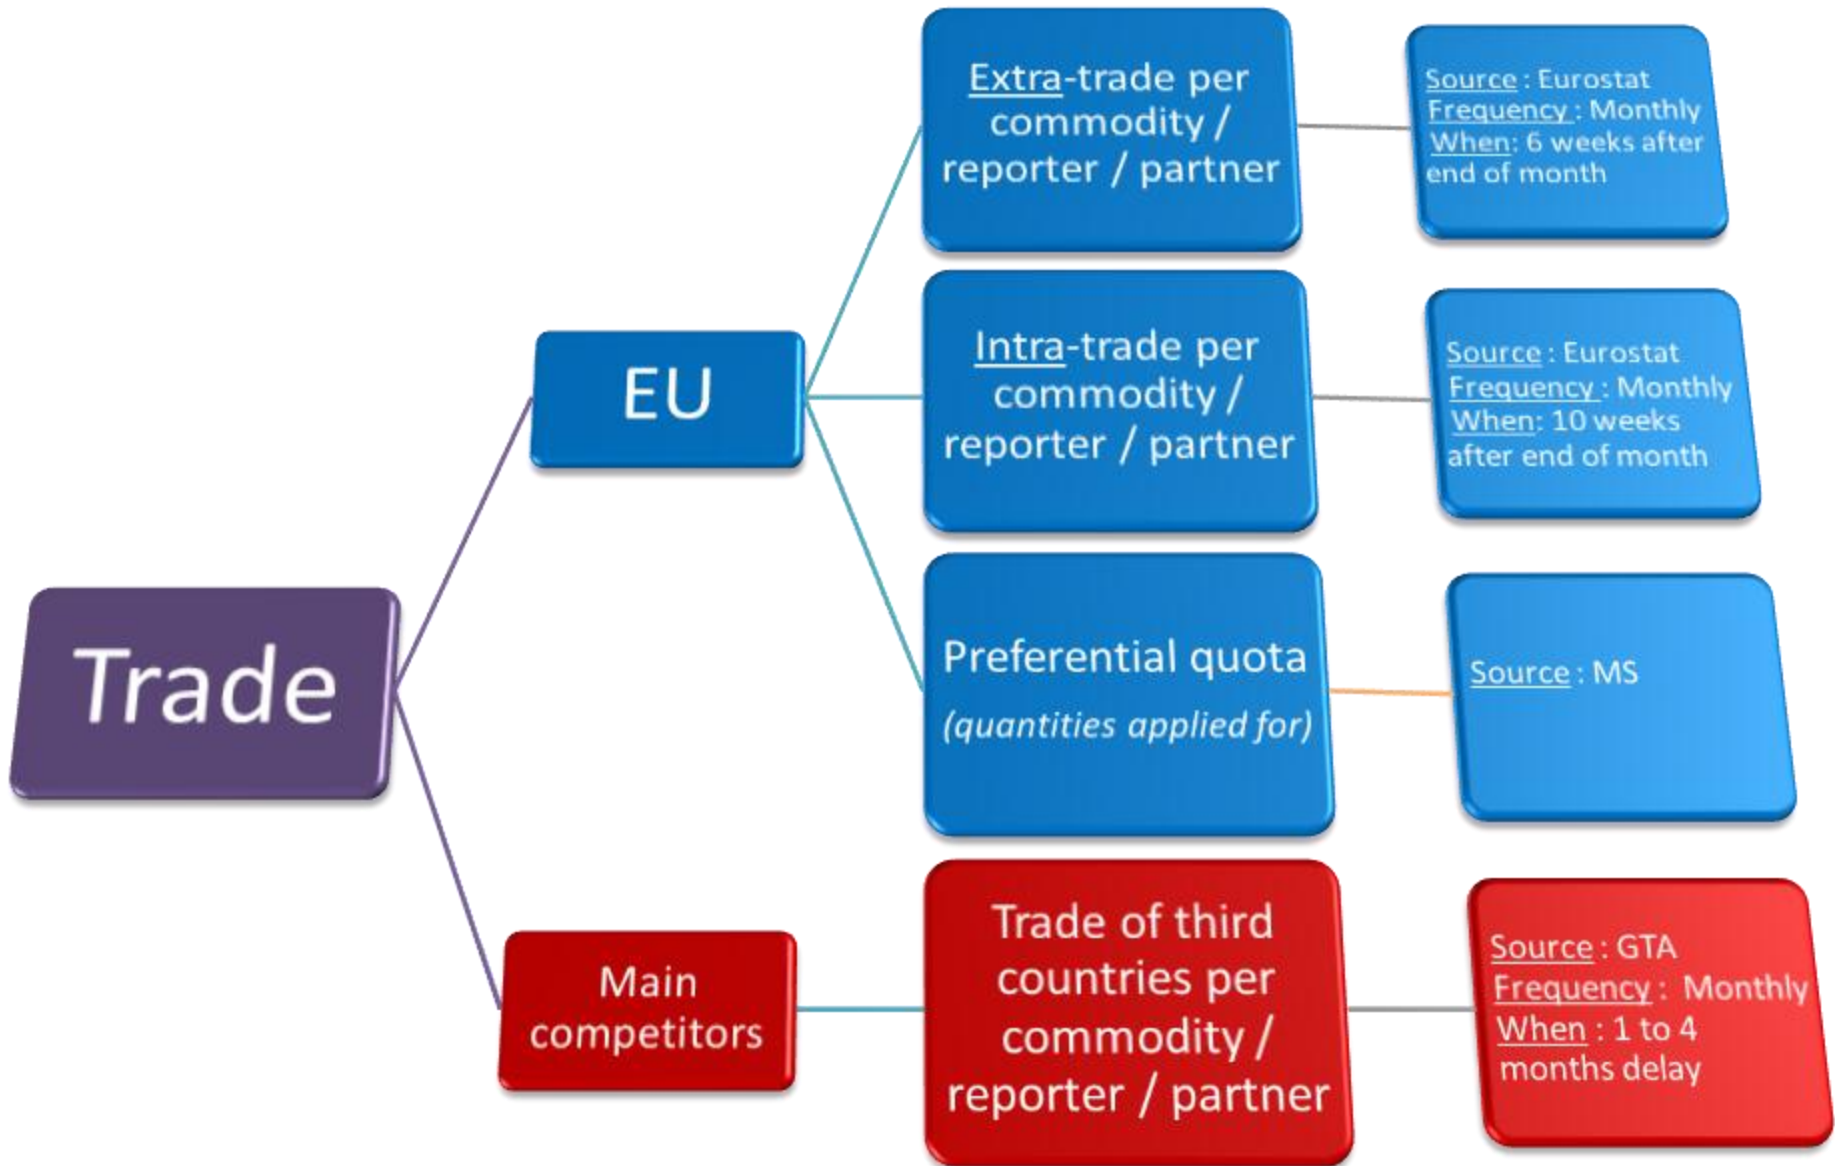 Trade
EU
Extra-trade per
commodity /
reporter / partner
Source : Eurostat
Frequency : Monthly
When: 6 weeks after
end of month
Intra-trade per
commodity /
reporter / partner
Source : Eurostat
Frequency : Monthly
When: 10 weeks
after end of month
Preferential quota
(quantities applied for)
Source : MS
Main
competitors
Trade of third
countries per
commodity /
reporter / partner
Source : GTA
Frequency : Monthly
When : 1 to 4
months delay